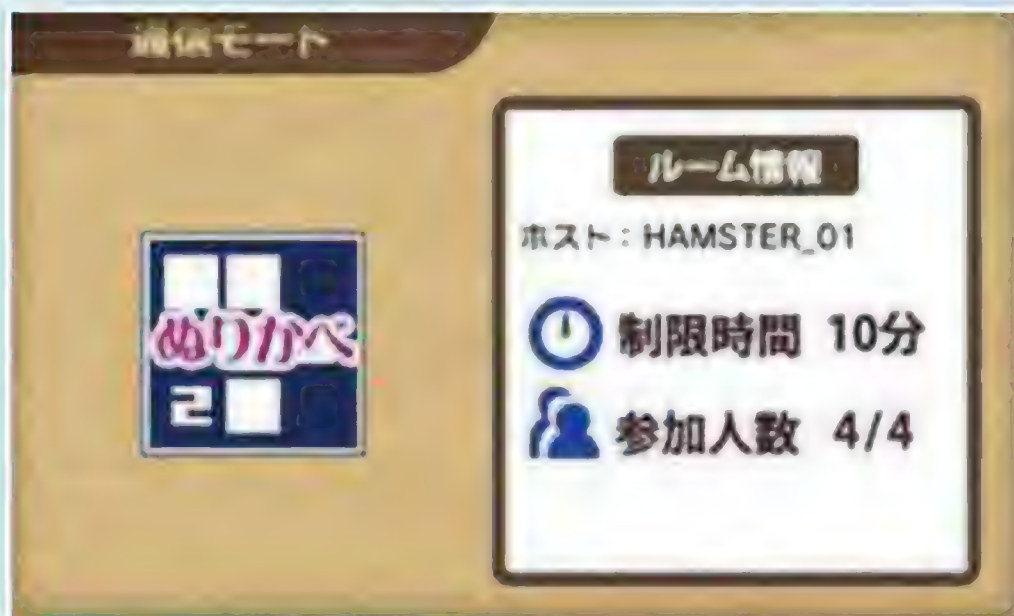 通信モード
ぬりかべ
2
ルーム情報
ホスト：HAMSTER_01
制限時間 10分
参加人数 4/4